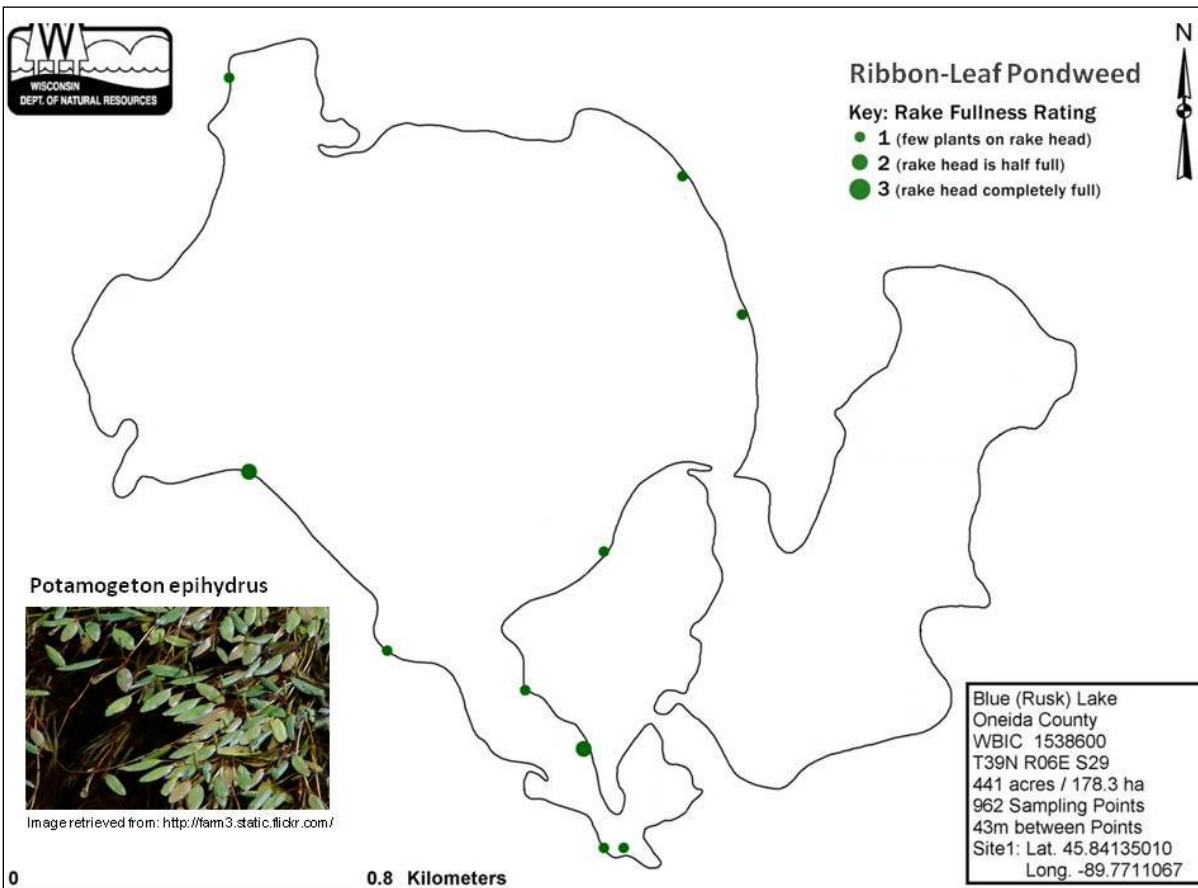 W
WISCONSIN
DEPT. OF NATURAL RESOURCES
N
Ribbon-Leaf Pondweed
Key: Rake Fullness Rating
1 (few plants on rake head)
2 (rake head is half full)
3 (rake head completely full)
Potamogeton epihydrus
Image retrieved from: http://farm3.static.flickr.com/
Blue (Rusk) Lake
Oneida County
WBIC 1538600
T39N R06E S29
441 acres / 178.3 ha
962 Sampling Points
43m between Points
Site1: Lat. 45.84135010
Long. -89.7711067
0 0.8 Kilometers